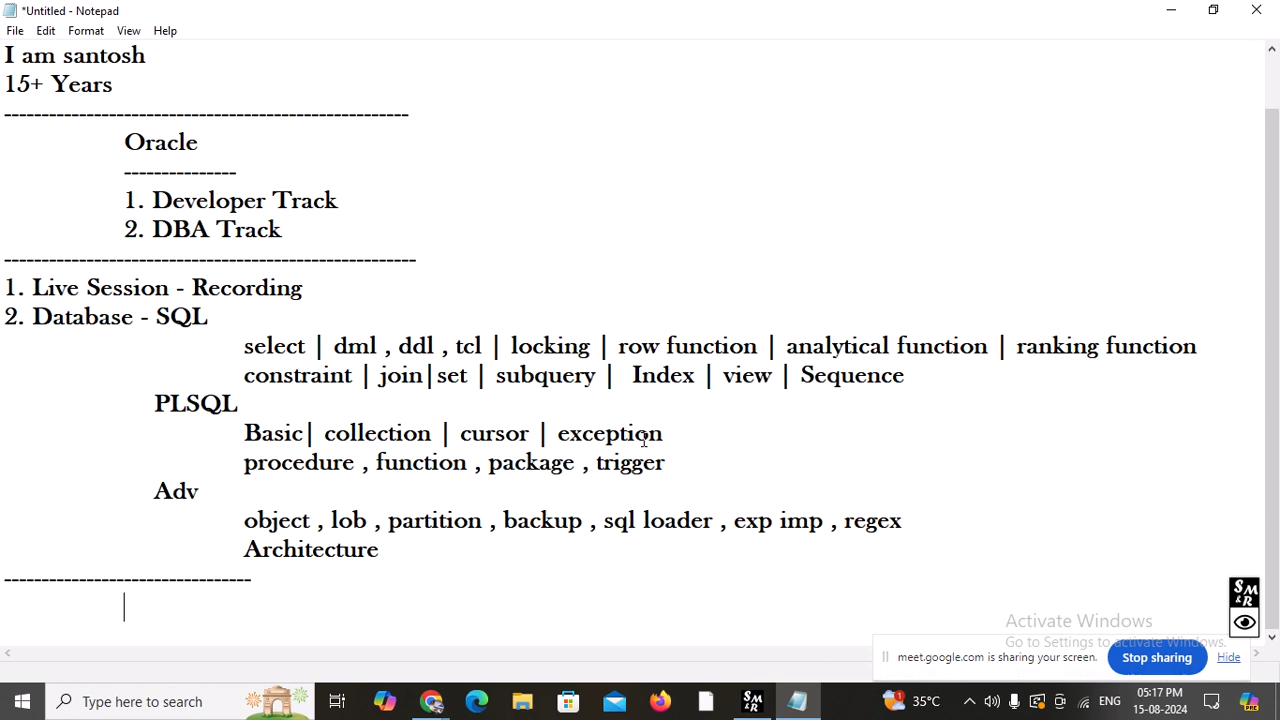 *Untitled - Notepad
File Edit Format View Help
I am santosh
15+ Years
------------------------------------------------------
Oracle
---------------
1. Developer Track
2. DBA Track
-------------------------------------------------------
1. Live Session - Recording
2. Database - SQL
select | dml , ddl , tcl | locking | row function | analytical function | ranking function
constraint | join|set | subquery | Index | view | Sequence
PLSQL
Basic| collection | cursor | exception
procedure , function , package , trigger
Adv
object , lob , partition , backup , sql loader , exp imp , regex
Architecture
---------------------------------
SM
&R
Activate Windows
Go to Settings to activate Windows.
meet.google.com is sharing your screen. Stop sharing Hide
Type here to search
SM
&R
35°C ENG 05:17 PM
15-08-2024
PRE